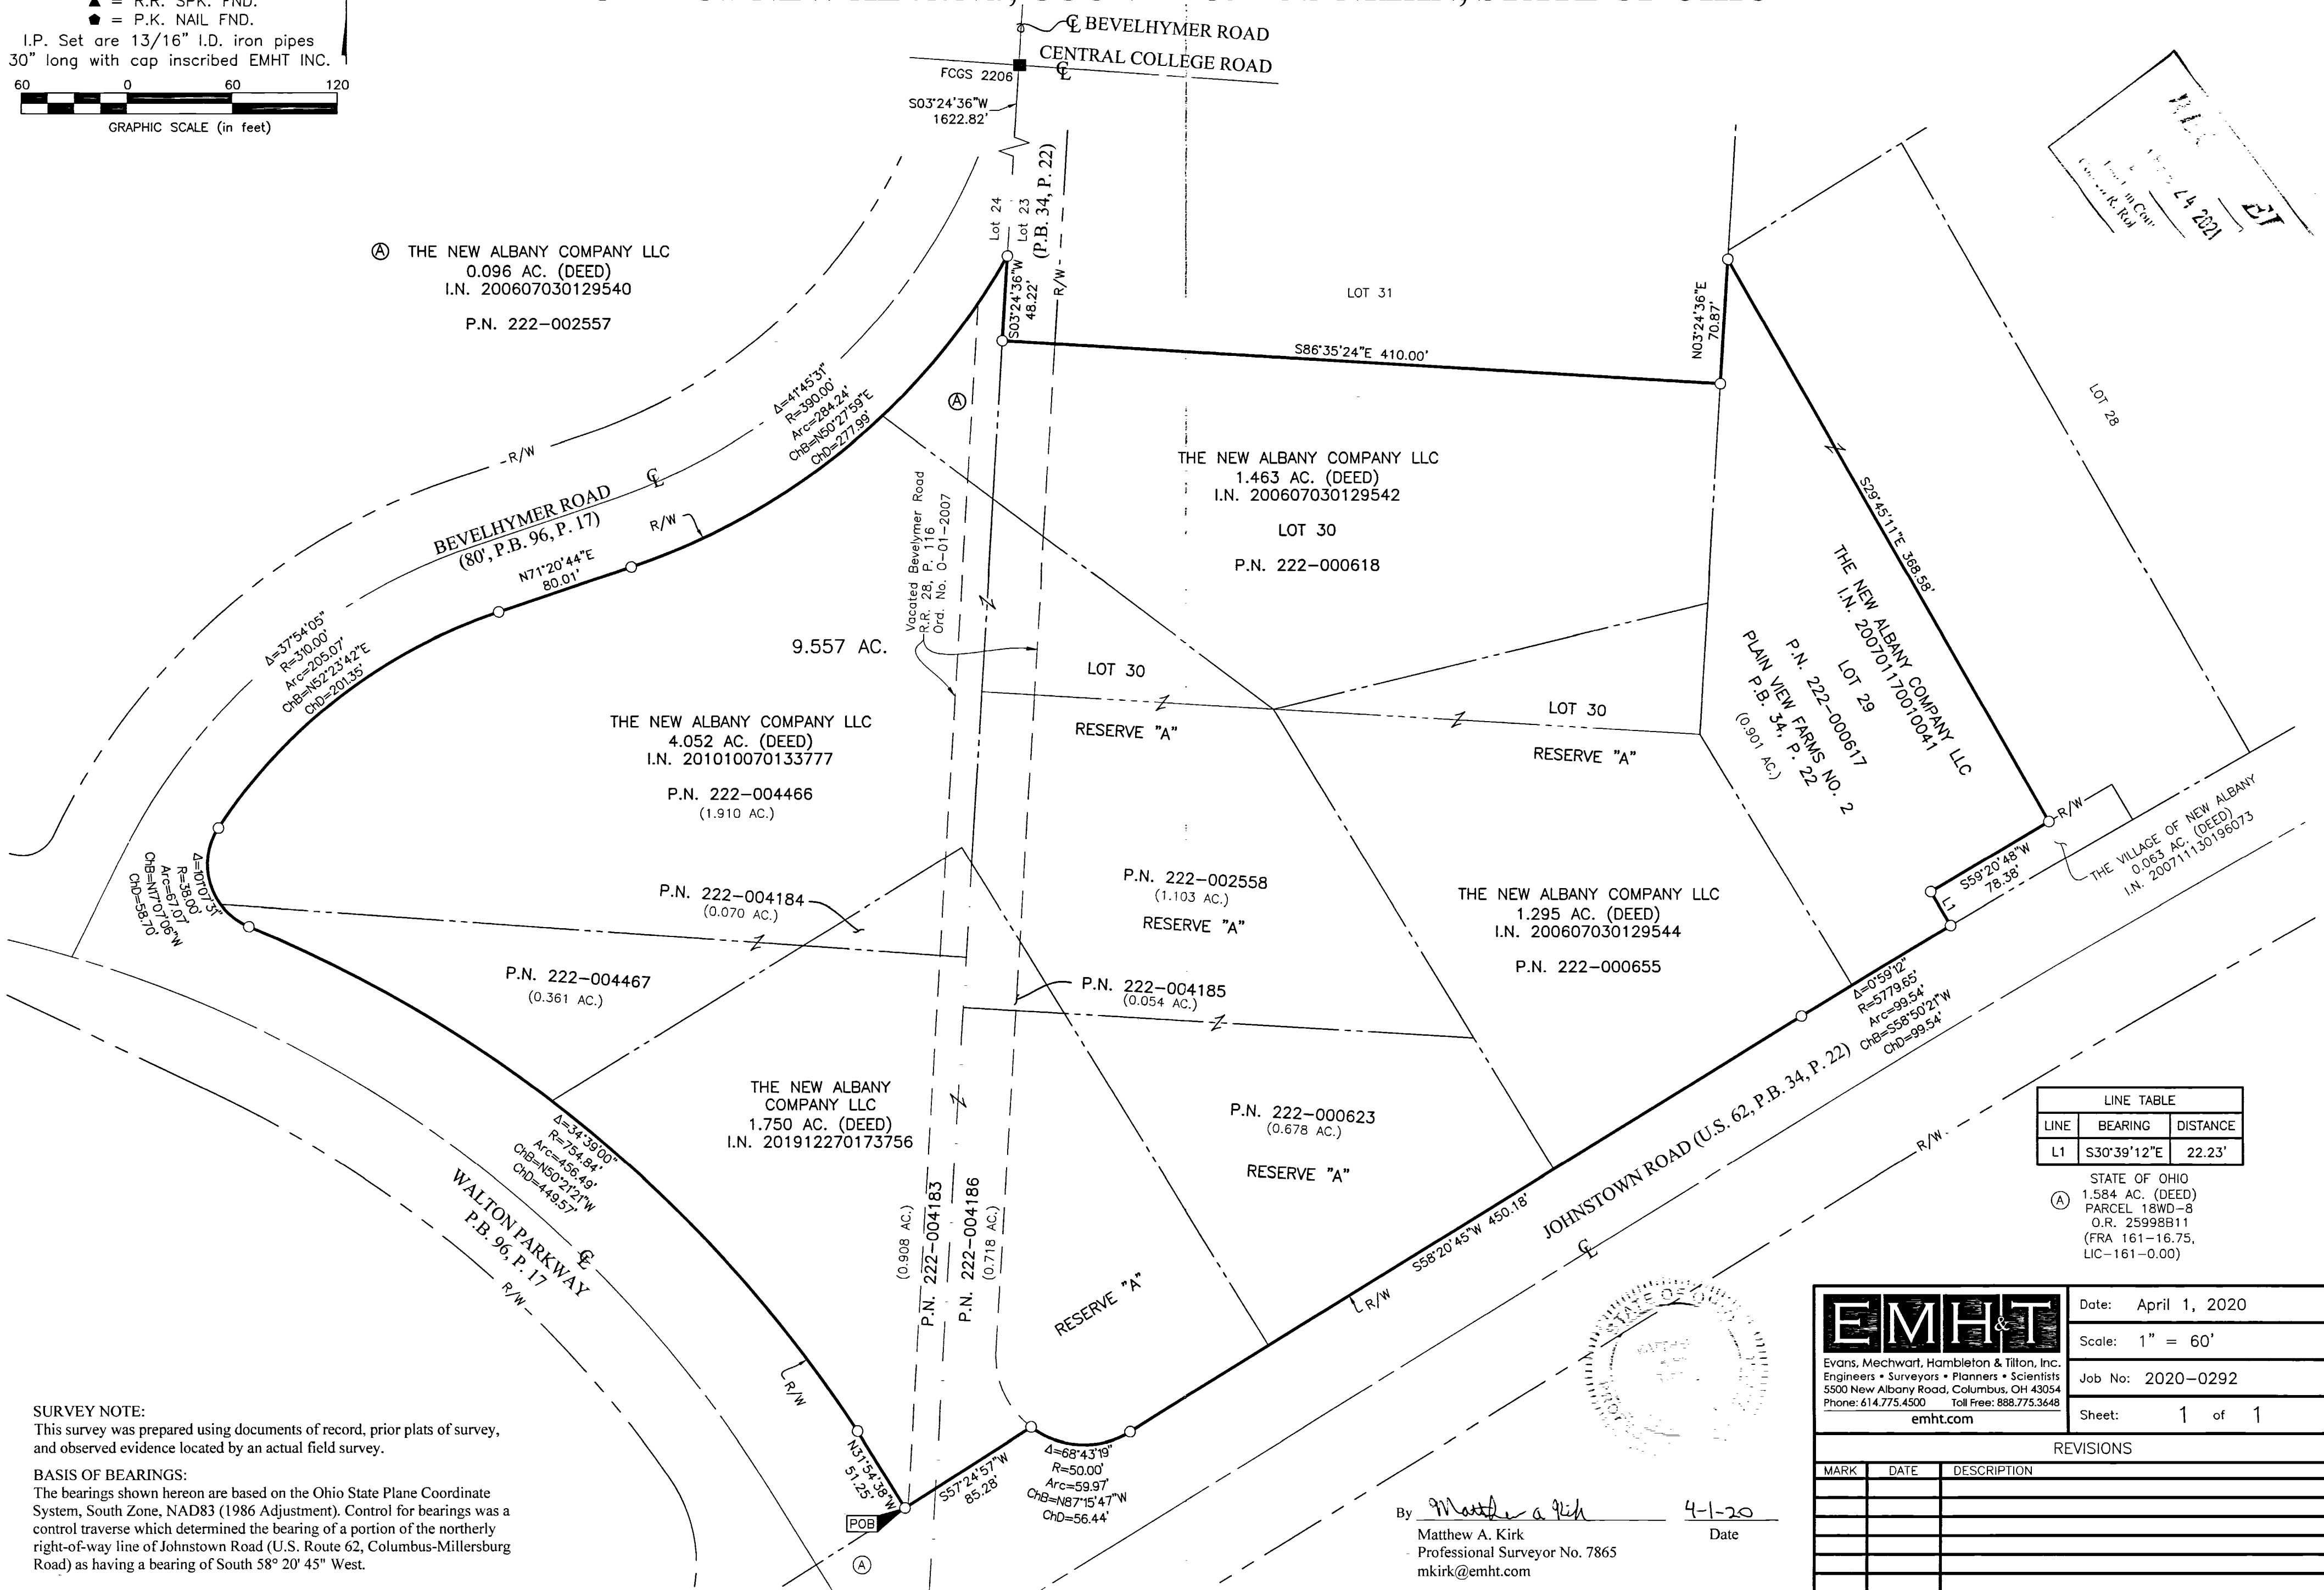 ▲ = R.R. SPK. FND.
⬟ = P.K. NAIL FND.
I.P. Set are 13/16" I.D. iron pipes
30" long with cap inscribed EMHT INC.
60 0 60 120
GRAPHIC SCALE (in feet)
℄ BEVELHYMER ROAD
CENTRAL COLLEGE ROAD
℄
FCGS 2206
S03°24'36"W
1622.82'
24 2021
Lot 24
Lot 23
(P.B. 34, P. 22)
R/W
S03°24'36"W
48.22'
Ⓐ THE NEW ALBANY COMPANY LLC
0.096 AC. (DEED)
I.N. 200607030129540
P.N. 222-002557
LOT 31
N03°24'36"E
70.87'
S86°35'24"E 410.00'
LOT 28
Δ=41°45'31"
R=390.00'
Arc=284.24'
ChB=N50°27'59"E
ChD=277.99'
Ⓐ
R/W
BEVELHYMER ROAD
(80', P.B. 96, P. 17)
℄
R/W
N71°20'44"E
80.01'
Vacated Bevelymer Road
R.R. 28, P. 116
Ord. No. O-01-2007
THE NEW ALBANY COMPANY LLC
1.463 AC. (DEED)
I.N. 200607030129542
LOT 30
P.N. 222-000618
S29°45'11"E 368.58'
THE NEW ALBANY COMPANY LLC
I.N. 200701170010041
LOT 29
P.N. 222-000617
PLAIN VIEW FARMS NO. 2
P.B. 34, P. 22
(0.901 AC.)
9.557 AC.
Δ=37°54'05"
R=310.00'
Arc=205.07'
ChB=N52°23'42"E
ChD=201.35'
LOT 30
RESERVE "A"
LOT 30
RESERVE "A"
THE NEW ALBANY COMPANY LLC
4.052 AC. (DEED)
I.N. 201010070133777
P.N. 222-004466
(1.910 AC.)
R/W
THE VILLAGE OF NEW ALBANY
0.063 AC. (DEED)
I.N. 200711130196073
S59°20'48"W
78.38'
L1
Δ=101°07'31"
R=38.00'
Arc=67.07'
ChB=N17°07'06"W
ChD=58.70'
P.N. 222-004184
(0.070 AC.)
P.N. 222-002558
(1.103 AC.)
RESERVE "A"
THE NEW ALBANY COMPANY LLC
1.295 AC. (DEED)
I.N. 200607030129544
P.N. 222-000655
P.N. 222-004467
(0.361 AC.)
P.N. 222-004185
(0.054 AC.)
Δ=0°59'12"
R=5779.65'
Arc=99.54'
ChB=S58°50'21"W
ChD=99.54'
THE NEW ALBANY
COMPANY LLC
1.750 AC. (DEED)
I.N. 201912270173756
P.N. 222-000623
(0.678 AC.)
RESERVE "A"
JOHNSTOWN ROAD (U.S. 62, P.B. 34, P. 22)
℄
R/W
LINE TABLE
LINE BEARING DISTANCE
L1 S30°39'12"E 22.23'
STATE OF OHIO
Ⓐ 1.584 AC. (DEED)
PARCEL 18WD-8
O.R. 25998B11
(FRA 161-16.75,
LIC-161-0.00)
Δ=34°39'00"
R=754.84'
Arc=456.49'
ChB=N50°21'21"W
ChD=449.57'
WALTON PARKWAY
P.B. 96, P. 17
℄
R/W
(0.908 AC.)
P.N. 222-004183
P.N. 222-004186
(0.718 AC.)
S58°20'45"W 450.18'
R/W
RESERVE "A"
R/W
N31°54'38"W
51.25'
S57°24'57"W
85.28'
Δ=68°43'19"
R=50.00'
Arc=59.97'
ChB=N87°15'47"W
ChD=56.44'
POB
Ⓐ
STATE OF
SURVEY NOTE:
This survey was prepared using documents of record, prior plats of survey,
and observed evidence located by an actual field survey.
BASIS OF BEARINGS:
The bearings shown hereon are based on the Ohio State Plane Coordinate
System, South Zone, NAD83 (1986 Adjustment). Control for bearings was a
control traverse which determined the bearing of a portion of the northerly
right-of-way line of Johnstown Road (U.S. Route 62, Columbus-Millersburg
Road) as having a bearing of South 58° 20' 45" West.
By Matthew A Kirk 4-1-20
Matthew A. Kirk Date
Professional Surveyor No. 7865
mkirk@emht.com
EMH&T
Evans, Mechwart, Hambleton & Tilton, Inc.
Engineers • Surveyors • Planners • Scientists
5500 New Albany Road, Columbus, OH 43054
Phone: 614.775.4500 Toll Free: 888.775.3648
emht.com
Date: April 1, 2020
Scale: 1" = 60'
Job No: 2020-0292
Sheet: 1 of 1
REVISIONS
MARK DATE DESCRIPTION